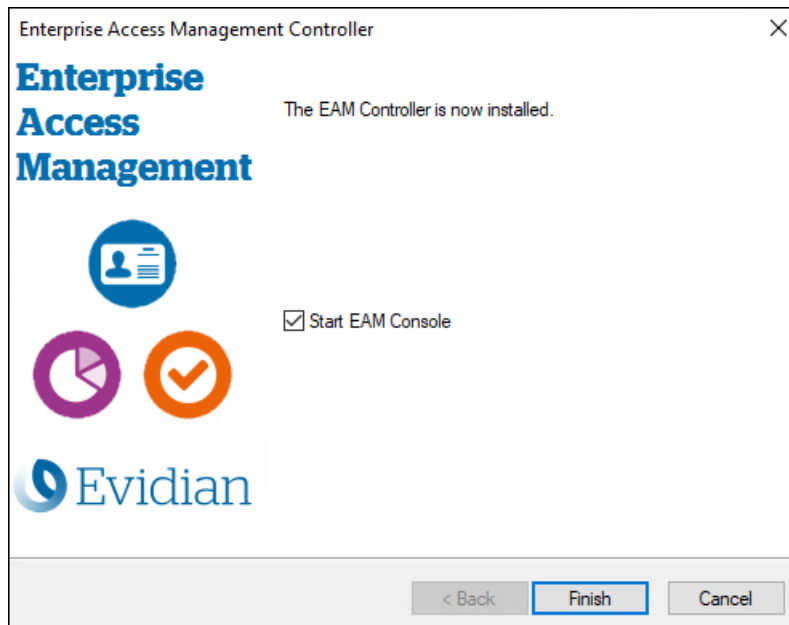 Enterprise Access Management Controller
Enterprise
Access
Management
The EAM Controller is now installed.
Start EAM Console
Evidian
< Back
Finish
Cancel